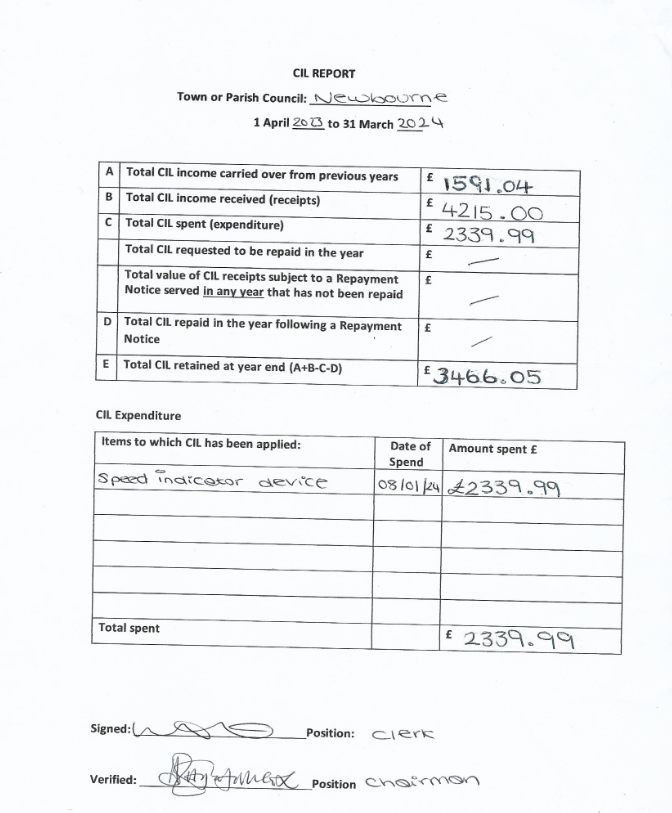 CIL REPORT
Town or Parish Council: Newbourne
1 April 2023 to 31 March 2024
A Total CIL income carried over from previous years £ 1591.04
B Total CIL income received (receipts) £ 4215.00
C Total CIL spent (expenditure) £ 2339.99
Total CIL requested to be repaid in the year £ —
Total value of CIL receipts subject to a Repayment £
Notice served in any year that has not been repaid —
D Total CIL repaid in the year following a Repayment £
Notice —
E Total CIL retained at year end (A+B-C-D) £ 3466.05
CIL Expenditure
Items to which CIL has been applied: Date of Amount spent £
Spend
Speed indicator device 08/01/24 £2339.99
Total spent £ 2339.99
Signed: Position: Clerk
Verified: Position Chairman